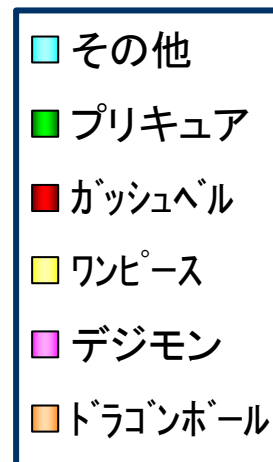 その他
プリキュア
ｶﾞｯｼｭﾍﾞﾙ
ﾜﾝﾋﾟｰｽ
デジモン
ﾄﾞﾗｺﾞﾝﾎﾞｰﾙ